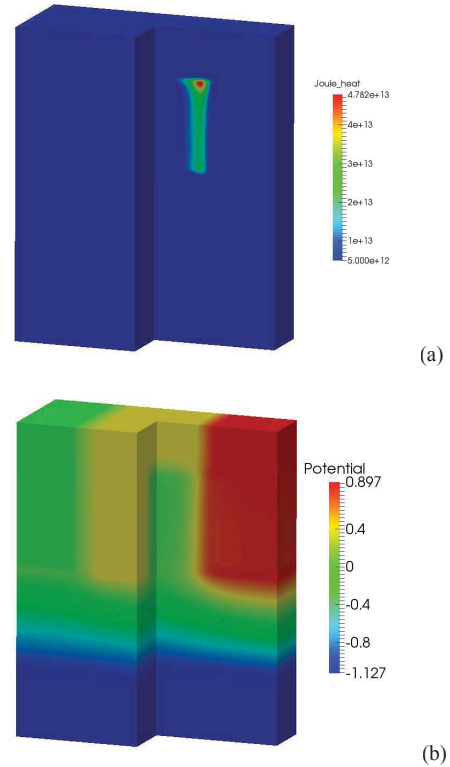 Joule_heat
4.782e+13
4e+13
3e+13
2e+13
1e+13
5.000e+12
(a)
Potential
0.897
0.4
0
-0.4
-0.8
-1.127
(b)